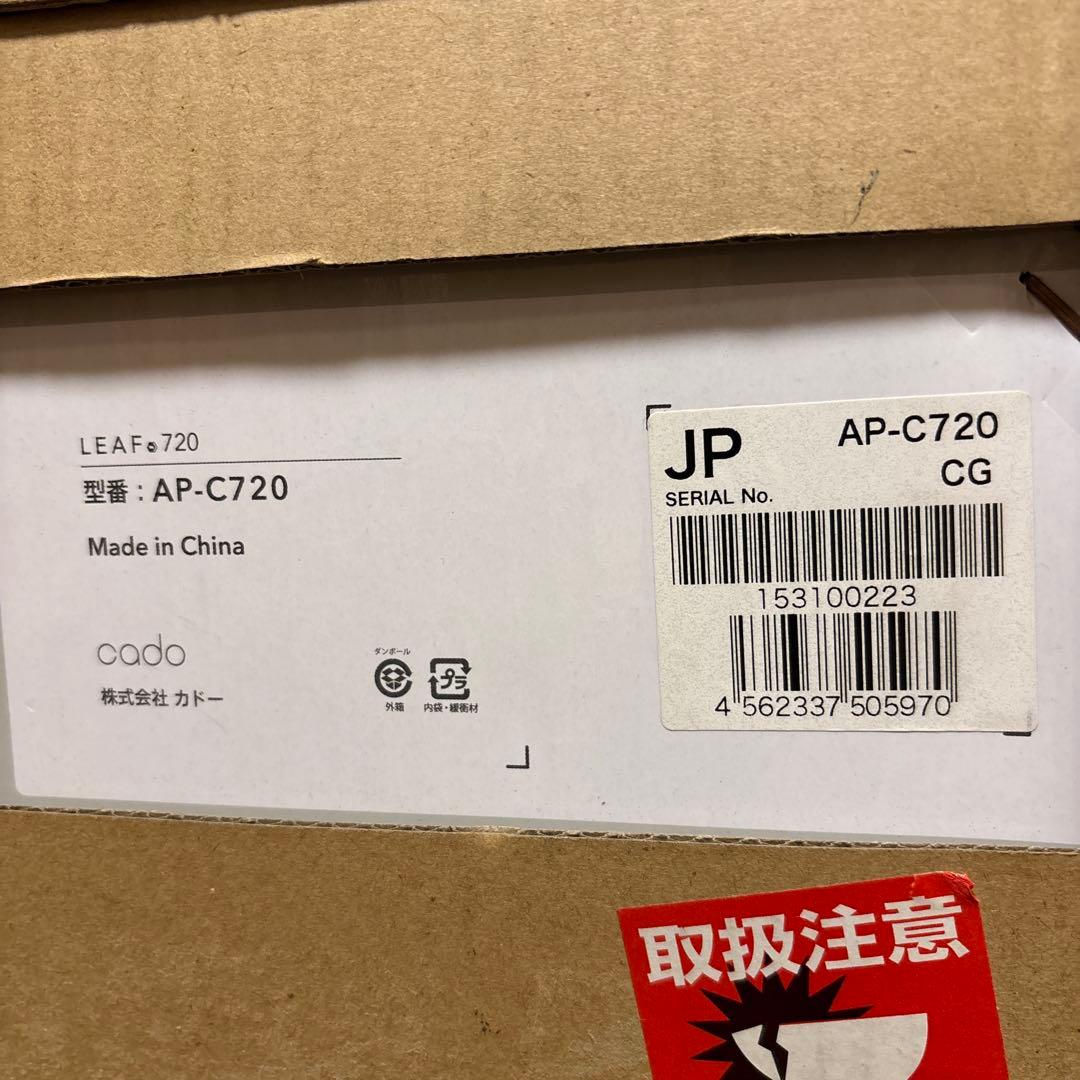 LEAF 720
型番 : AP-C720
Made in China
cado
株式会社 カドー
ダンボール
外箱
プラ
内袋・緩衝材
JP
AP-C720
CG
SERIAL No.
153100223
4 562337 505970
取扱注意